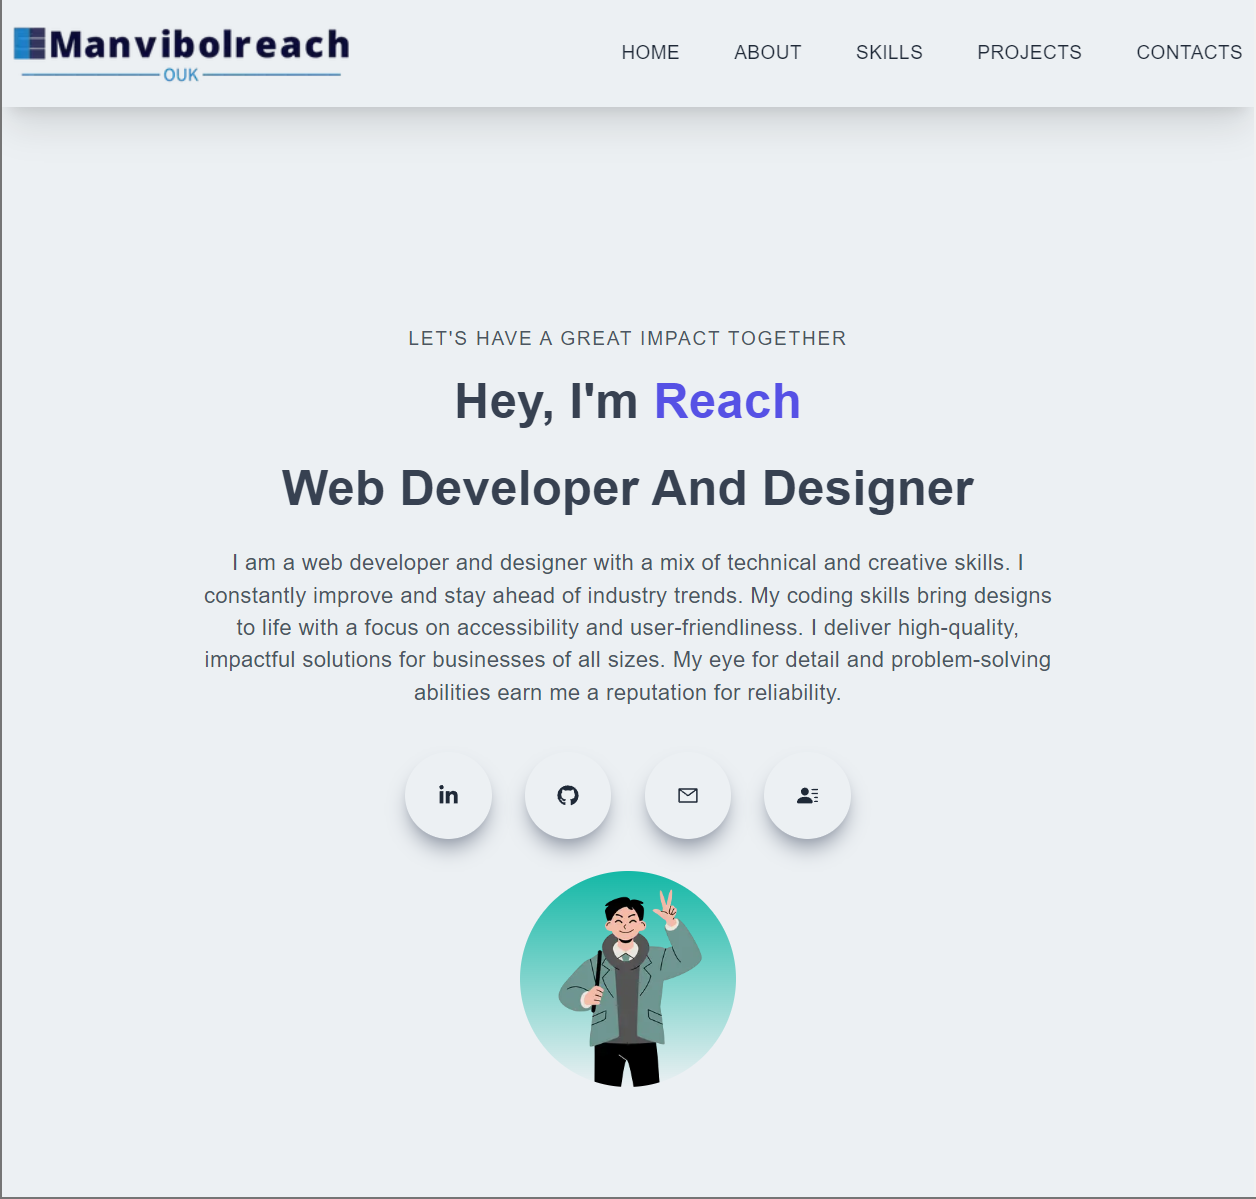 Manvibolreach
OUK
HOME ABOUT SKILLS PROJECTS CONTACTS
LET'S HAVE A GREAT IMPACT TOGETHER
Hey, I'm Reach
Web Developer And Designer
I am a web developer and designer with a mix of technical and creative skills. I
constantly improve and stay ahead of industry trends. My coding skills bring designs
to life with a focus on accessibility and user-friendliness. I deliver high-quality,
impactful solutions for businesses of all sizes. My eye for detail and problem-solving
abilities earn me a reputation for reliability.
in